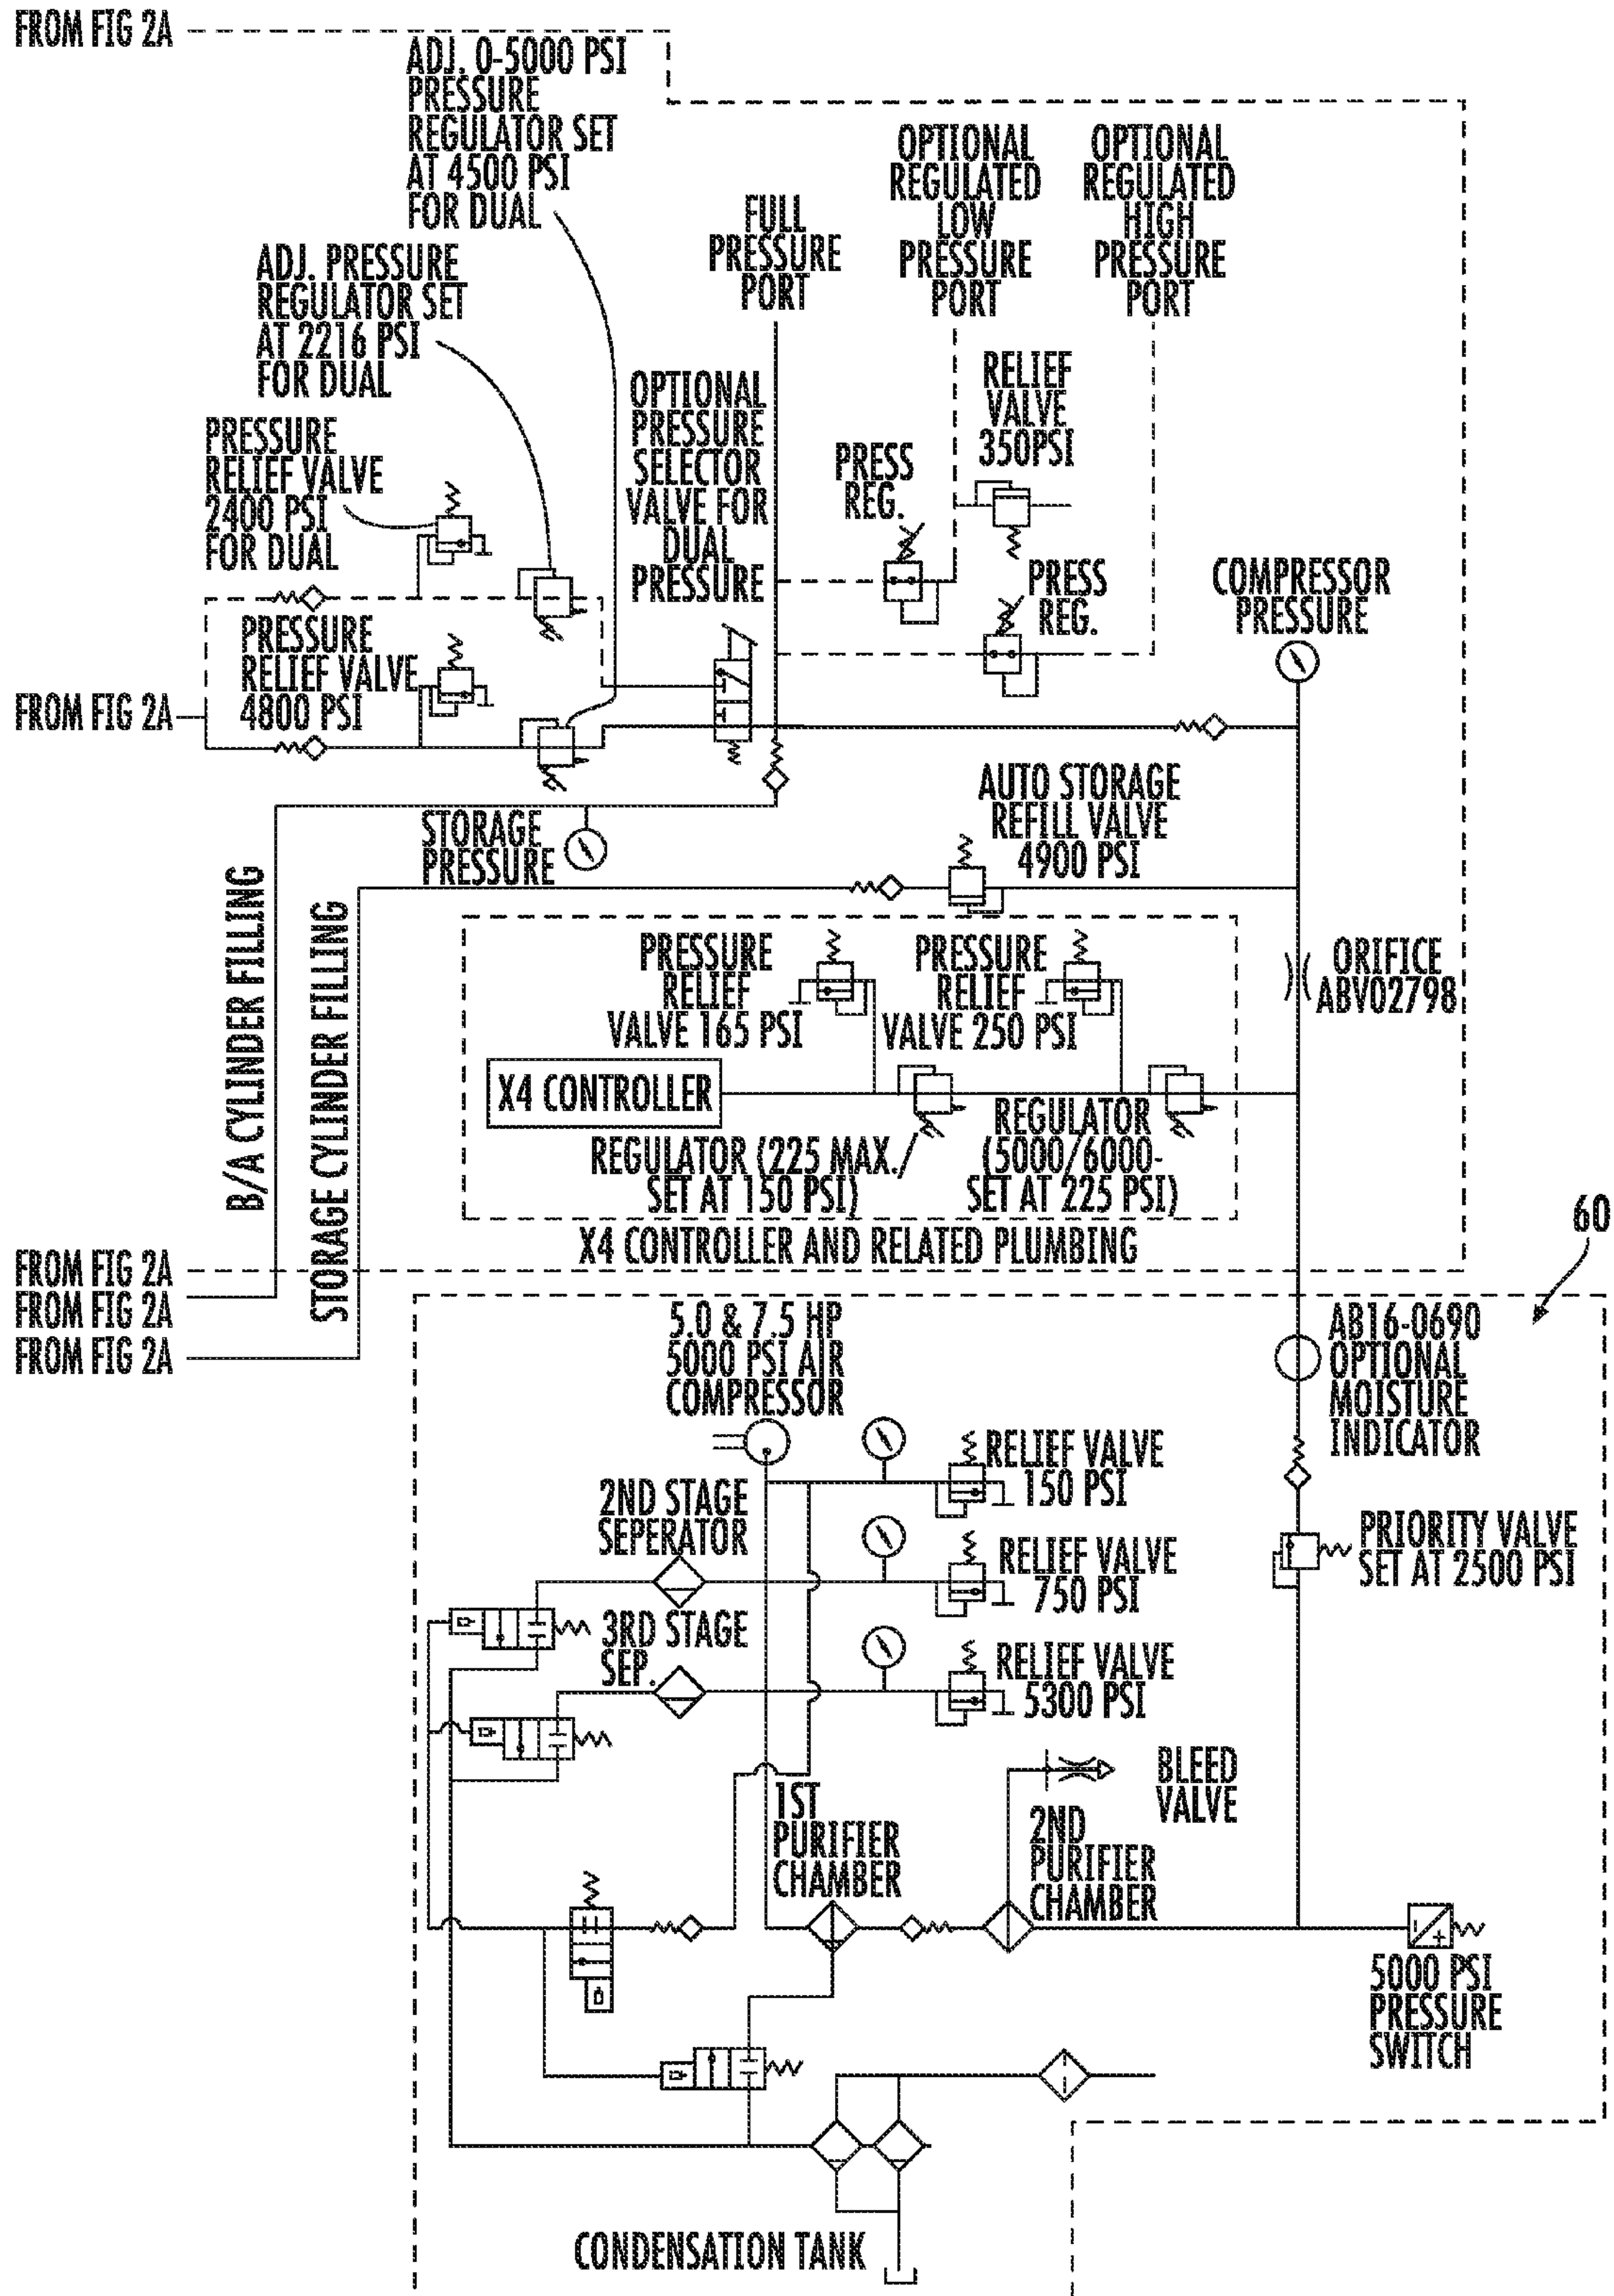 FROM FIG 2A
ADJ. 0-5000 PSI
PRESSURE
REGULATOR SET
AT 4500 PSI
FOR DUAL
ADJ. PRESSURE
REGULATOR SET
AT 2216 PSI
FOR DUAL
PRESSURE
RELIEF VALVE
2400 PSI
FOR DUAL
PRESSURE
RELIEF VALVE
4800 PSI
FROM FIG 2A
OPTIONAL
PRESSURE
SELECTOR
VALVE FOR
DUAL
PRESSURE
FULL
PRESSURE
PORT
OPTIONAL
REGULATED
LOW
PRESSURE
PORT
OPTIONAL
REGULATED
HIGH
PRESSURE
PORT
RELIEF
VALVE
350PSI
PRESS
REG.
PRESS
REG.
COMPRESSOR
PRESSURE
STORAGE
PRESSURE
AUTO STORAGE
REFILL VALVE
4900 PSI
B/A CYLINDER FILLING
STORAGE CYLINDER FILLING
PRESSURE
RELIEF
VALVE 165 PSI
PRESSURE
RELIEF
VALVE 250 PSI
ORIFICE
ABV02798
X4 CONTROLLER
REGULATOR (225 MAX./
SET AT 150 PSI)
REGULATOR
(5000/6000-
SET AT 225 PSI)
X4 CONTROLLER AND RELATED PLUMBING
60
FROM FIG 2A
FROM FIG 2A
FROM FIG 2A
5.0 & 7.5 HP
5000 PSI AIR
COMPRESSOR
AB16-0690
OPTIONAL
MOISTURE
INDICATOR
RELIEF VALVE
150 PSI
2ND STAGE
SEPERATOR
RELIEF VALVE
750 PSI
PRIORITY VALVE
SET AT 2500 PSI
3RD STAGE
SEP.
RELIEF VALVE
5300 PSI
BLEED
VALVE
1ST
PURIFIER
CHAMBER
2ND
PURIFIER
CHAMBER
5000 PSI
PRESSURE
SWITCH
CONDENSATION TANK